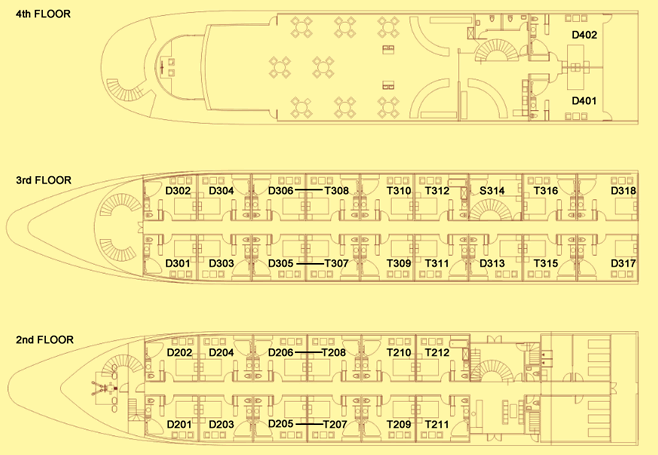 4th FLOOR
D402
D401
3rd FLOOR
D302 D304 D306 T308 T310 T312 S314 T316 D318
D301 D303 D305 T307 T309 T311 D313 T315 D317
2nd FLOOR
D202 D204 D206 T208 T210 T212
D201 D203 D205 T207 T209 T211